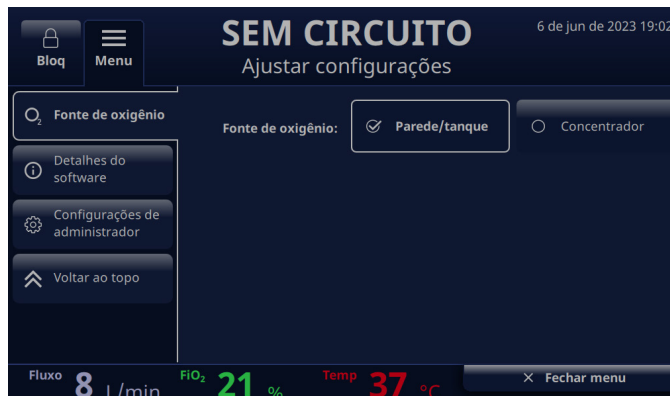 Bloq
Menu
SEM CIRCUITO
Ajustar configurações
6 de jun de 2023 19:02
O2 Fonte de oxigênio
Detalhes do
software
Configurações de
administrador
Voltar ao topo
Fonte de oxigênio:
Parede/tanque
Concentrador
Fluxo 8 L/min
FiO2 21 %
Temp 37 °C
Fechar menu